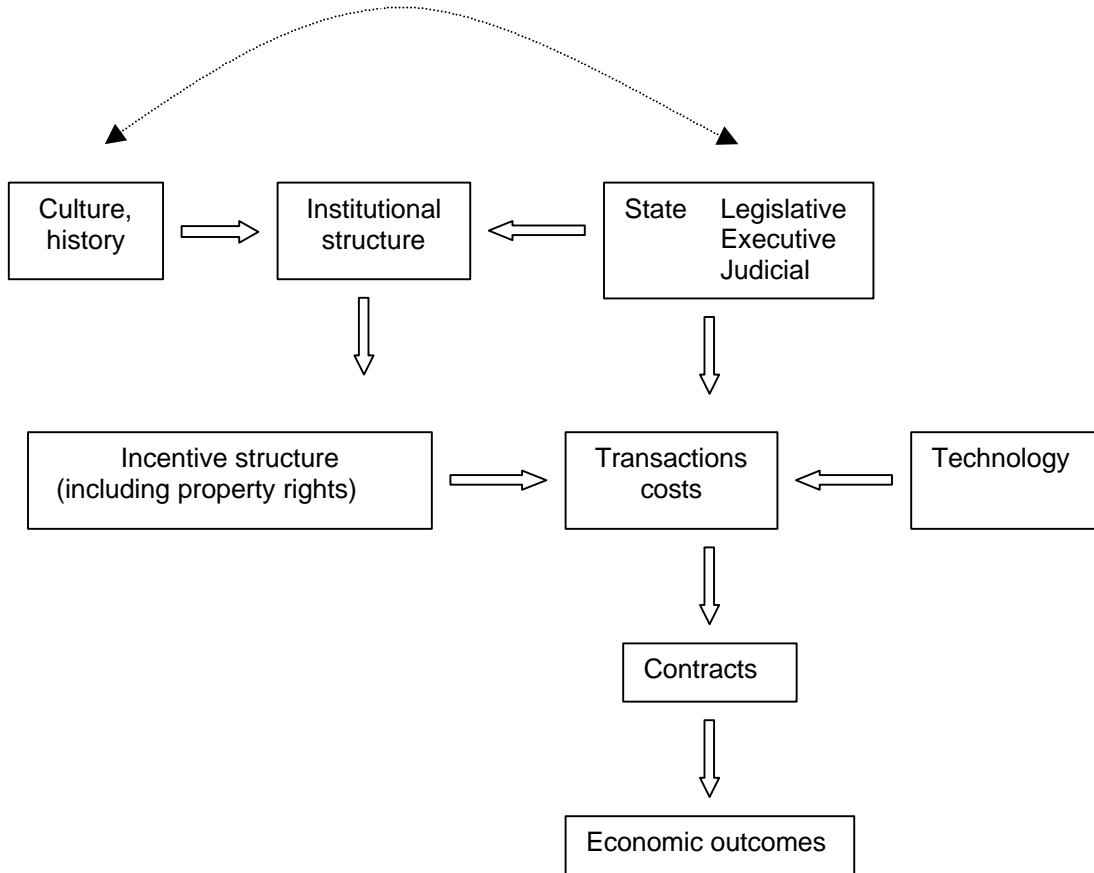 Culture,
history
Institutional
structure
State Legislative
Executive
Judicial
Incentive structure
(including property rights)
Transactions
costs
Technology
Contracts
Economic outcomes